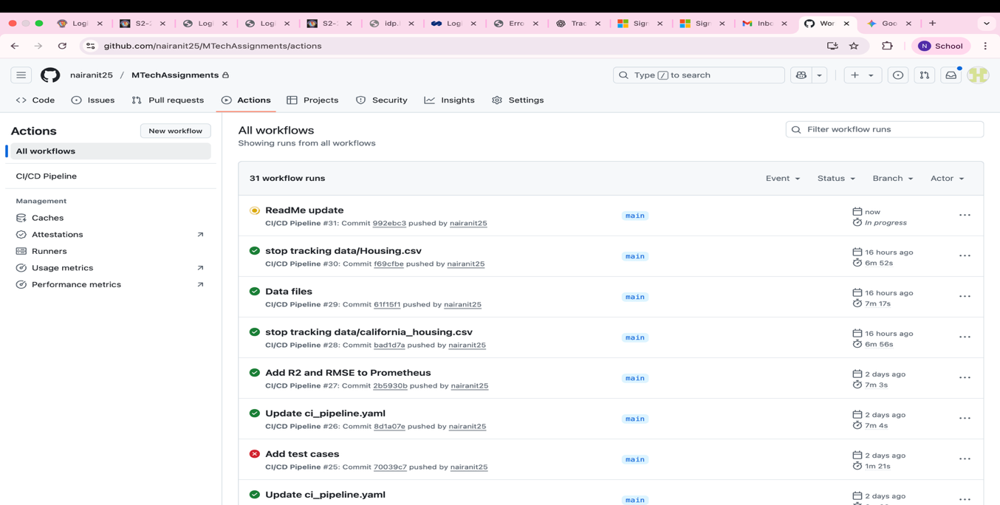 Logi
S2-2
Logi
Logi
S2-2
idp.l
Logi
Erro
Trac
Sign
Sign
Inbo
Wor
Goo
github.com/nairanit25/MTechAssignments/actions
N School
nairanit25 / MTechAssignments
Type / to search
Code Issues Pull requests Actions Projects Security Insights Settings
Actions
New workflow
All workflows
CI/CD Pipeline
Management
Caches
Attestations
Runners
Usage metrics
Performance metrics
All workflows
Showing runs from all workflows
Filter workflow runs
31 workflow runs
Event Status Branch Actor
ReadMe update
CI/CD Pipeline #31: Commit 992ebc3 pushed by nairanit25
main
now
In progress
stop tracking data/Housing.csv
CI/CD Pipeline #30: Commit f69cfbe pushed by nairanit25
main
16 hours ago
6m 52s
Data files
CI/CD Pipeline #29: Commit 61f15f1 pushed by nairanit25
main
16 hours ago
7m 17s
stop tracking data/california_housing.csv
CI/CD Pipeline #28: Commit bad1d7a pushed by nairanit25
main
16 hours ago
6m 56s
Add R2 and RMSE to Prometheus
CI/CD Pipeline #27: Commit 2b5930b pushed by nairanit25
main
2 days ago
7m 3s
Update ci_pipeline.yaml
CI/CD Pipeline #26: Commit 8d1a07e pushed by nairanit25
main
2 days ago
7m 4s
Add test cases
CI/CD Pipeline #25: Commit 70039c7 pushed by nairanit25
main
2 days ago
1m 21s
Update ci_pipeline.yaml
main
2 days ago